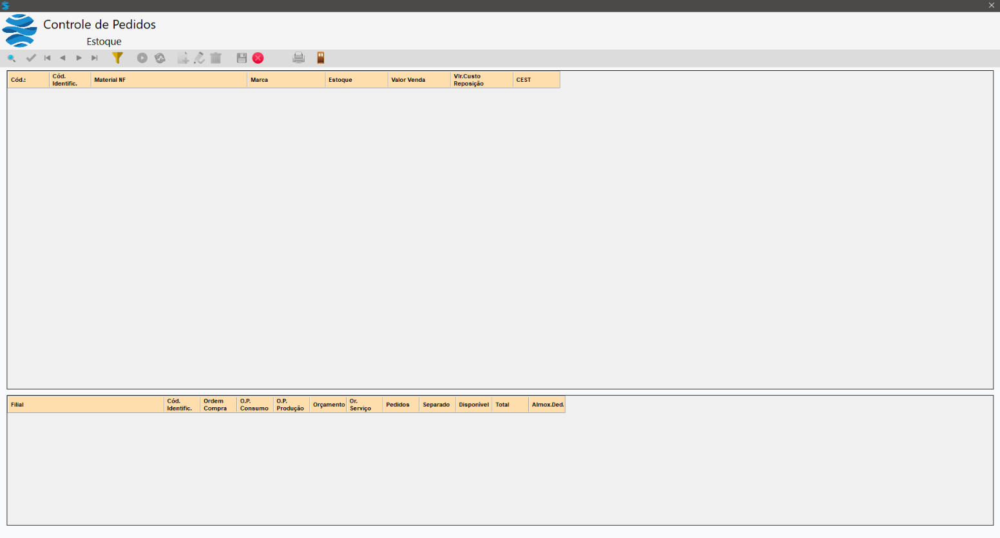 Controle de Pedidos
Estoque
Cód.: Cód. Identific. Material NF Marca Estoque Valor Venda Vlr.Custo Reposição CEST
Filial Cód. Identific. Ordem Compra O.P. Consumo O.P. Produção Orçamento Or. Serviço Pedidos Separado Disponível Total Almox.Ded.